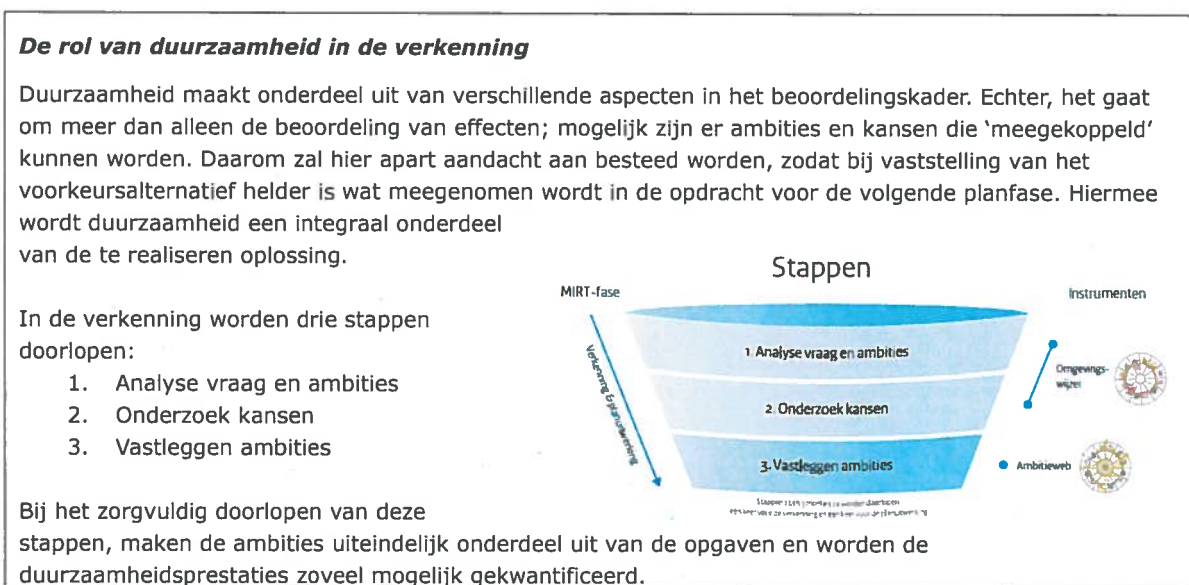 De rol van duurzaamheid in de verkenning
Duurzaamheid maakt onderdeel uit van verschillende aspecten in het beoordelingskader. Echter, het gaat
om meer dan alleen de beoordeling van effecten; mogelijk zijn er ambities en kansen die ‘meegekoppeld’
kunnen worden. Daarom zal hier apart aandacht aan besteed worden, zodat bij vaststelling van het
voorkeursalternatief helder is wat meegenomen wordt in de opdracht voor de volgende planfase. Hiermee
wordt duurzaamheid een integraal onderdeel
van de te realiseren oplossing.
In de verkenning worden drie stappen
doorlopen:
1. Analyse vraag en ambities
2. Onderzoek kansen
3. Vastleggen ambities
Stappen
MIRT-fase
Instrumenten
Verkenning & planuitwerking
1. Analyse vraag en ambities
2. Onderzoek kansen
3. Vastleggen ambities
Omgevings-
wijzer
Ambitieweb
Bij het zorgvuldig doorlopen van deze
stappen, maken de ambities uiteindelijk onderdeel uit van de opgaven en worden de
duurzaamheidsprestaties zoveel mogelijk gekwantificeerd.